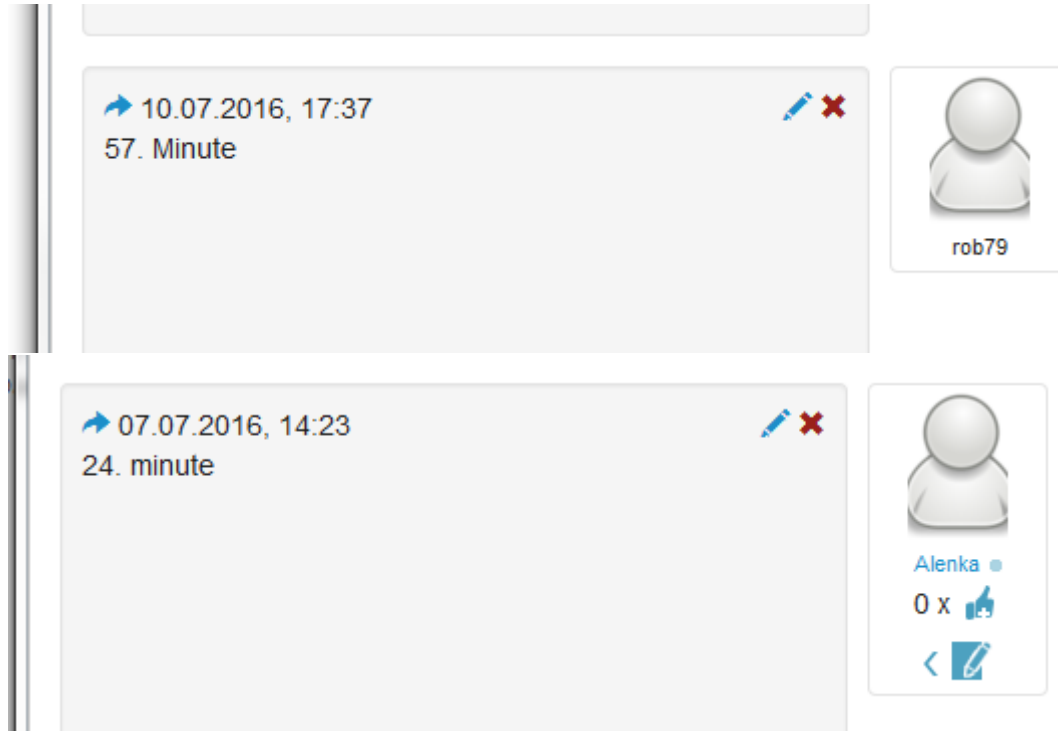 10.07.2016, 17:37
57. Minute
rob79
07.07.2016, 14:23
24. minute
Alenka
0 x